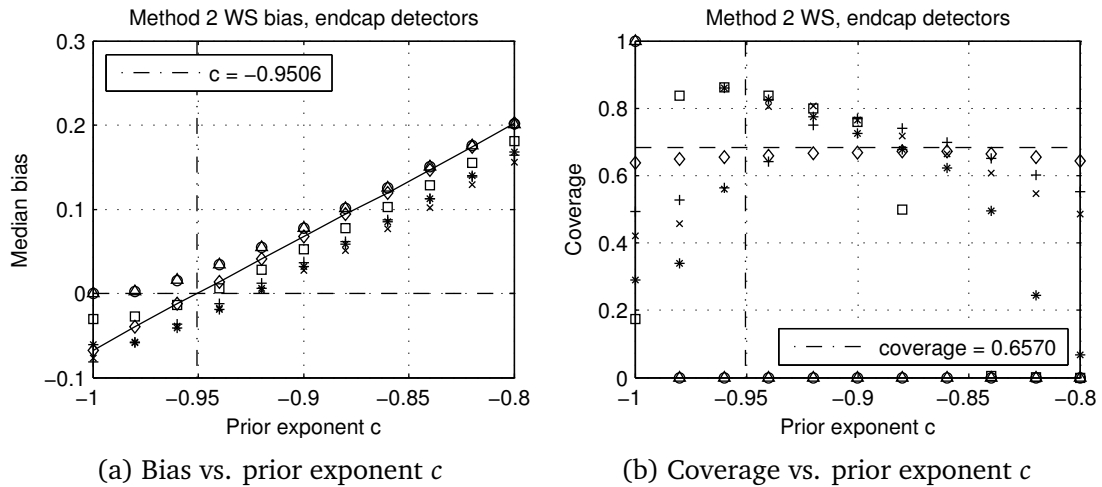 Method 2 WS bias, endcap detectors
0.3
0.2
0.1
0
−0.1
Median bias
c = −0.9506
−1
−0.95
−0.9
−0.85
−0.8
Prior exponent c
(a) Bias vs. prior exponent c
Method 2 WS, endcap detectors
1
0.8
0.6
0.4
0.2
0
Coverage
coverage = 0.6570
−1
−0.95
−0.9
−0.85
−0.8
Prior exponent c
(b) Coverage vs. prior exponent c